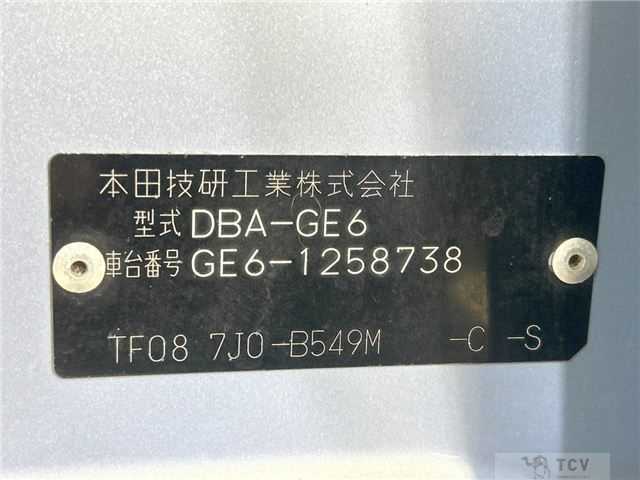 本田技研工業株式会社
型式 DBA-GE6
車台番号 GE6-1258738
TF08 7J0-B549M -C -S
TCV